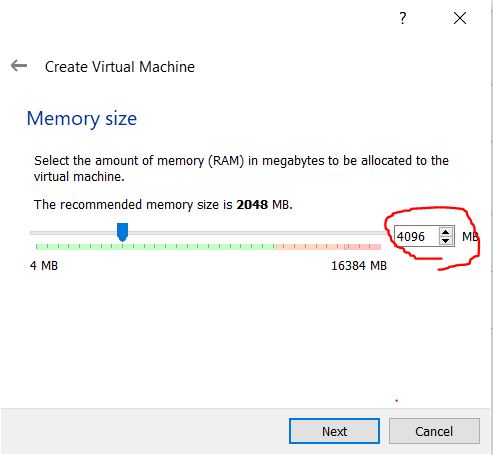 ?
Create Virtual Machine
Memory size
Select the amount of memory (RAM) in megabytes to be allocated to the
virtual machine.
The recommended memory size is 2048 MB.
4096 MB
4 MB 16384 MB
Next Cancel